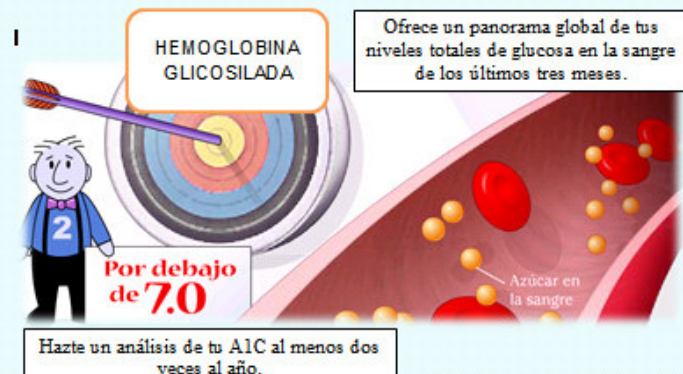 HEMOGLOBINA
GLICOSILADA
Ofrece un panorama global de tus
niveles totales de glucosa en la sangre
de los últimos tres meses.
2
Por debajo
de 7.0
Azúcar en
la sangre
Hazte un análisis de tu A1C al menos dos
veces al año.